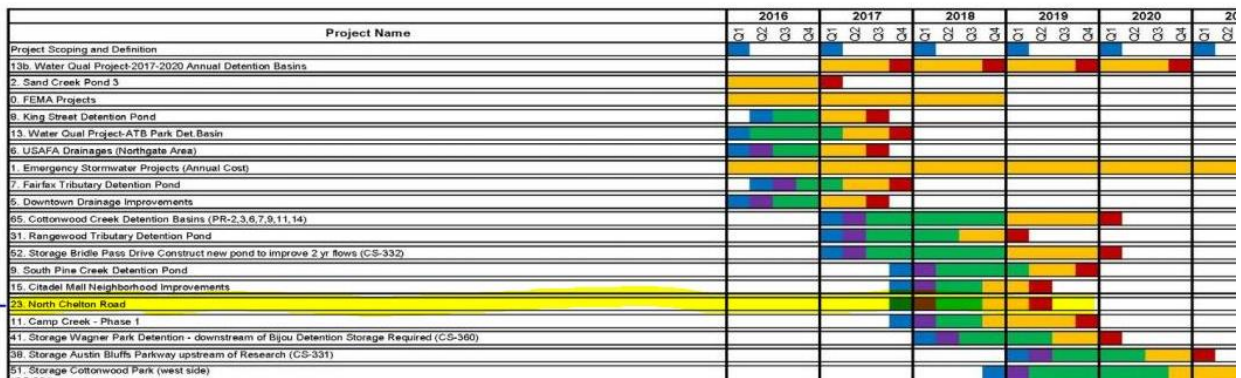 2016 2017 2018 2019 2020
Project Name Q1 Q2 Q3 Q4 Q1 Q2 Q3 Q4 Q1 Q2 Q3 Q4 Q1 Q2 Q3 Q4 Q1 Q2 Q3 Q4 Q1
Project Scoping and Definition
13b. Water Qual Project-2017-2020 Annual Detention Basins
2. Sand Creek Pond 3
0. FEMA Projects
8. King Street Detention Pond
13. Water Qual Project-ATB Park Det.Basin
6. USAFA Drainages (Northgate Area)
1. Emergency Stormwater Projects (Annual Cost)
7. Fairfax Tributary Detention Pond
5. Downtown Drainage Improvements
65. Cottonwood Creek Detention Basins (PR-2,3,6,7,9,11,14)
31. Rangewood Tributary Detention Pond
52. Storage Bridle Pass Drive Construct new pond to improve 2 yr flows (CS-332)
9. South Pine Creek Detention Pond
15. Citadel Mall Neighborhood Improvements
23. North Chelton Road
11. Camp Creek - Phase 1
41. Storage Wagner Park Detention - downstream of Bijou Detention Storage Required (CS-360)
38. Storage Austin Bluffs Parkway upstream of Research (CS-331)
51. Storage Cottonwood Park (west side)